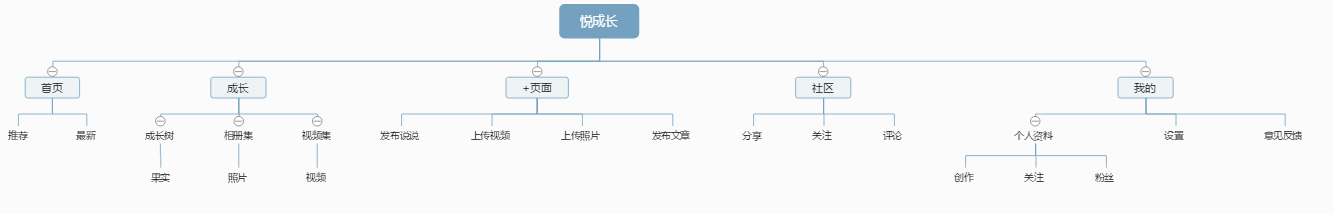 悦成长
首页 成长 +页面 社区 我的
推荐 最新 成长树 相册集 视频集 发布说说 上传视频 上传照片 发布文章 分享 关注 评论 个人资料 设置 意见反馈
果实 照片 视频 创作 关注 粉丝